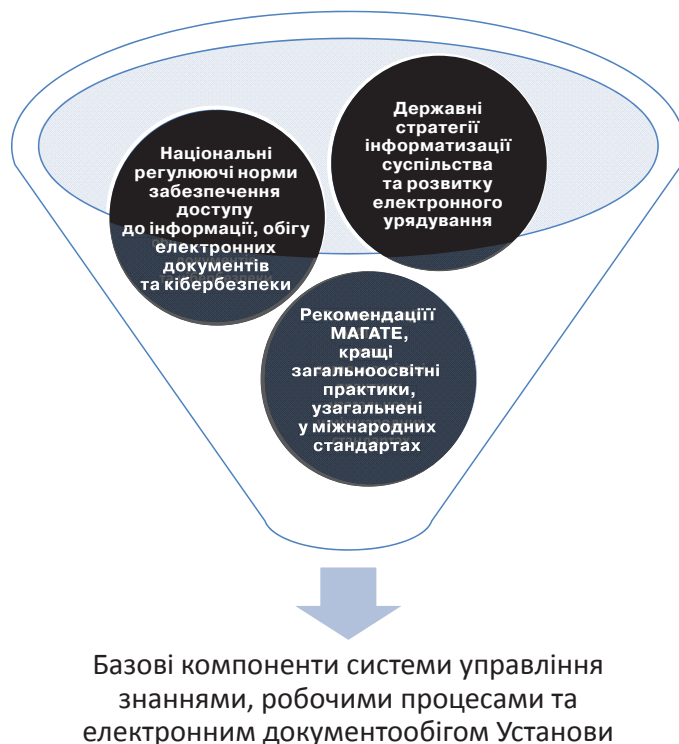 Державні
стратегії
інформатизації
суспільства
та розвитку
електронного
урядування
Національні
регулюючі норми
забезпечення
доступу
до інформації, обігу
електронних
документів
та кібербезпеки
Рекомендаціїї
МАГАТЕ,
кращі
загальноосвітні
практики,
узагальнені
у міжнародних
стандартах
Базові компоненти системи управління
знаннями, робочими процесами та
електронним документообігом Установи